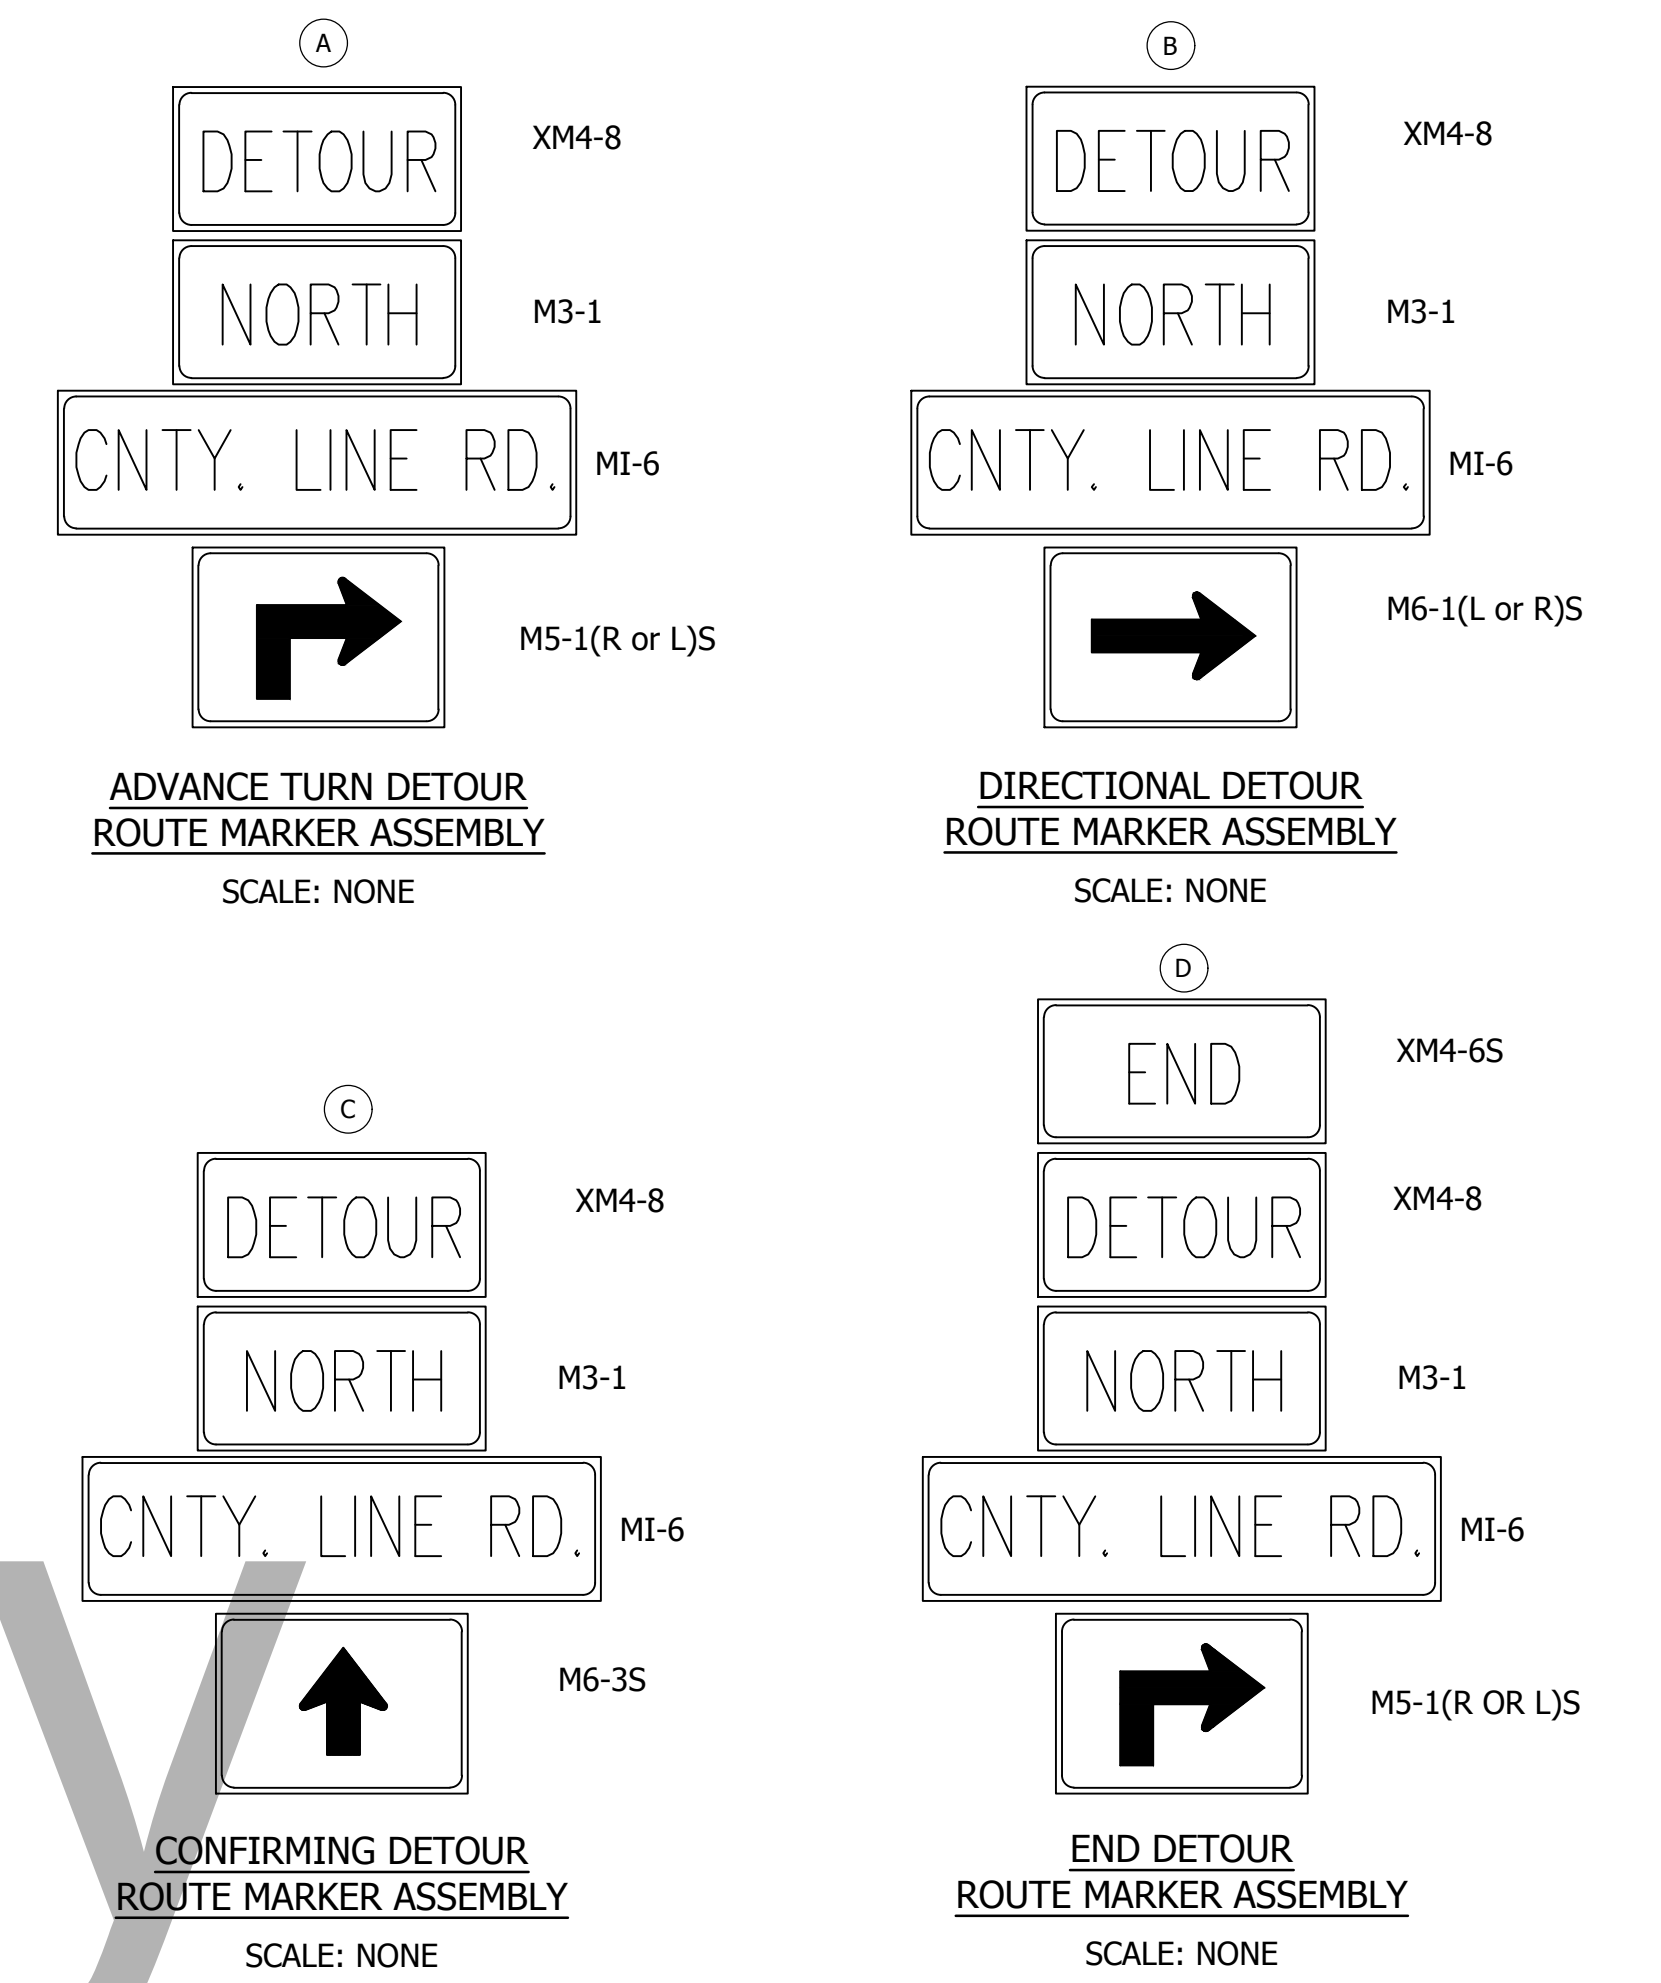 A
DETOUR
XM4-8
NORTH
M3-1
CNTY. LINE RD.
MI-6
M5-1(R or L)S
ADVANCE TURN DETOUR
ROUTE MARKER ASSEMBLY
SCALE: NONE
B
DETOUR
XM4-8
NORTH
M3-1
CNTY. LINE RD.
MI-6
M6-1(L or R)S
DIRECTIONAL DETOUR
ROUTE MARKER ASSEMBLY
SCALE: NONE
C
DETOUR
XM4-8
NORTH
M3-1
CNTY. LINE RD.
MI-6
M6-3S
CONFIRMING DETOUR
ROUTE MARKER ASSEMBLY
SCALE: NONE
D
END
XM4-6S
DETOUR
XM4-8
NORTH
M3-1
CNTY. LINE RD.
MI-6
M5-1(R OR L)S
END DETOUR
ROUTE MARKER ASSEMBLY
SCALE: NONE
y